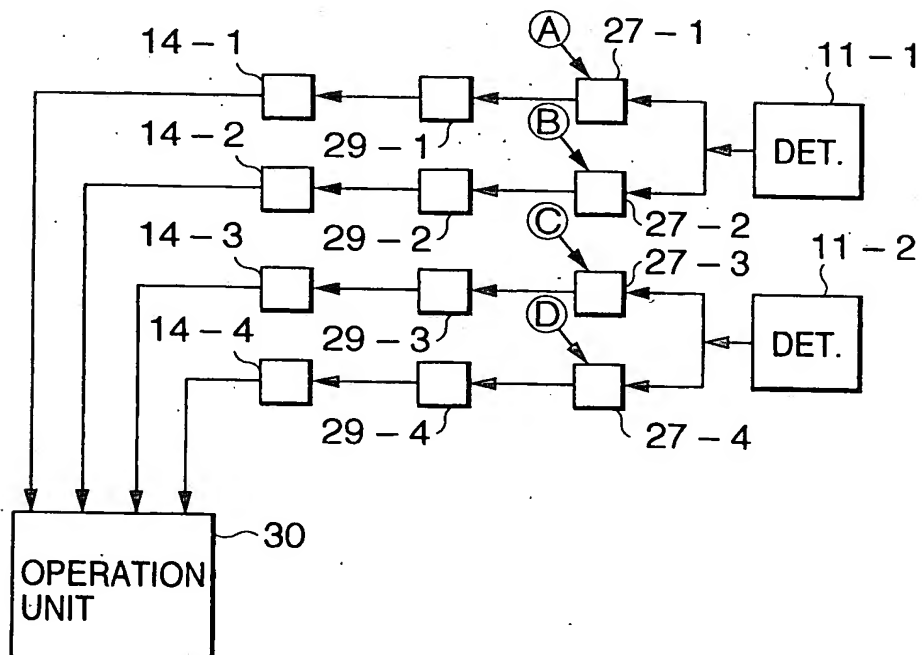 14-1
A
27-1
11-1
14-2
29-1
B
DET.
14-3
29-2
C
27-2
27-3
11-2
14-4
29-3
D
DET.
29-4
27-4
30
OPERATION
UNIT